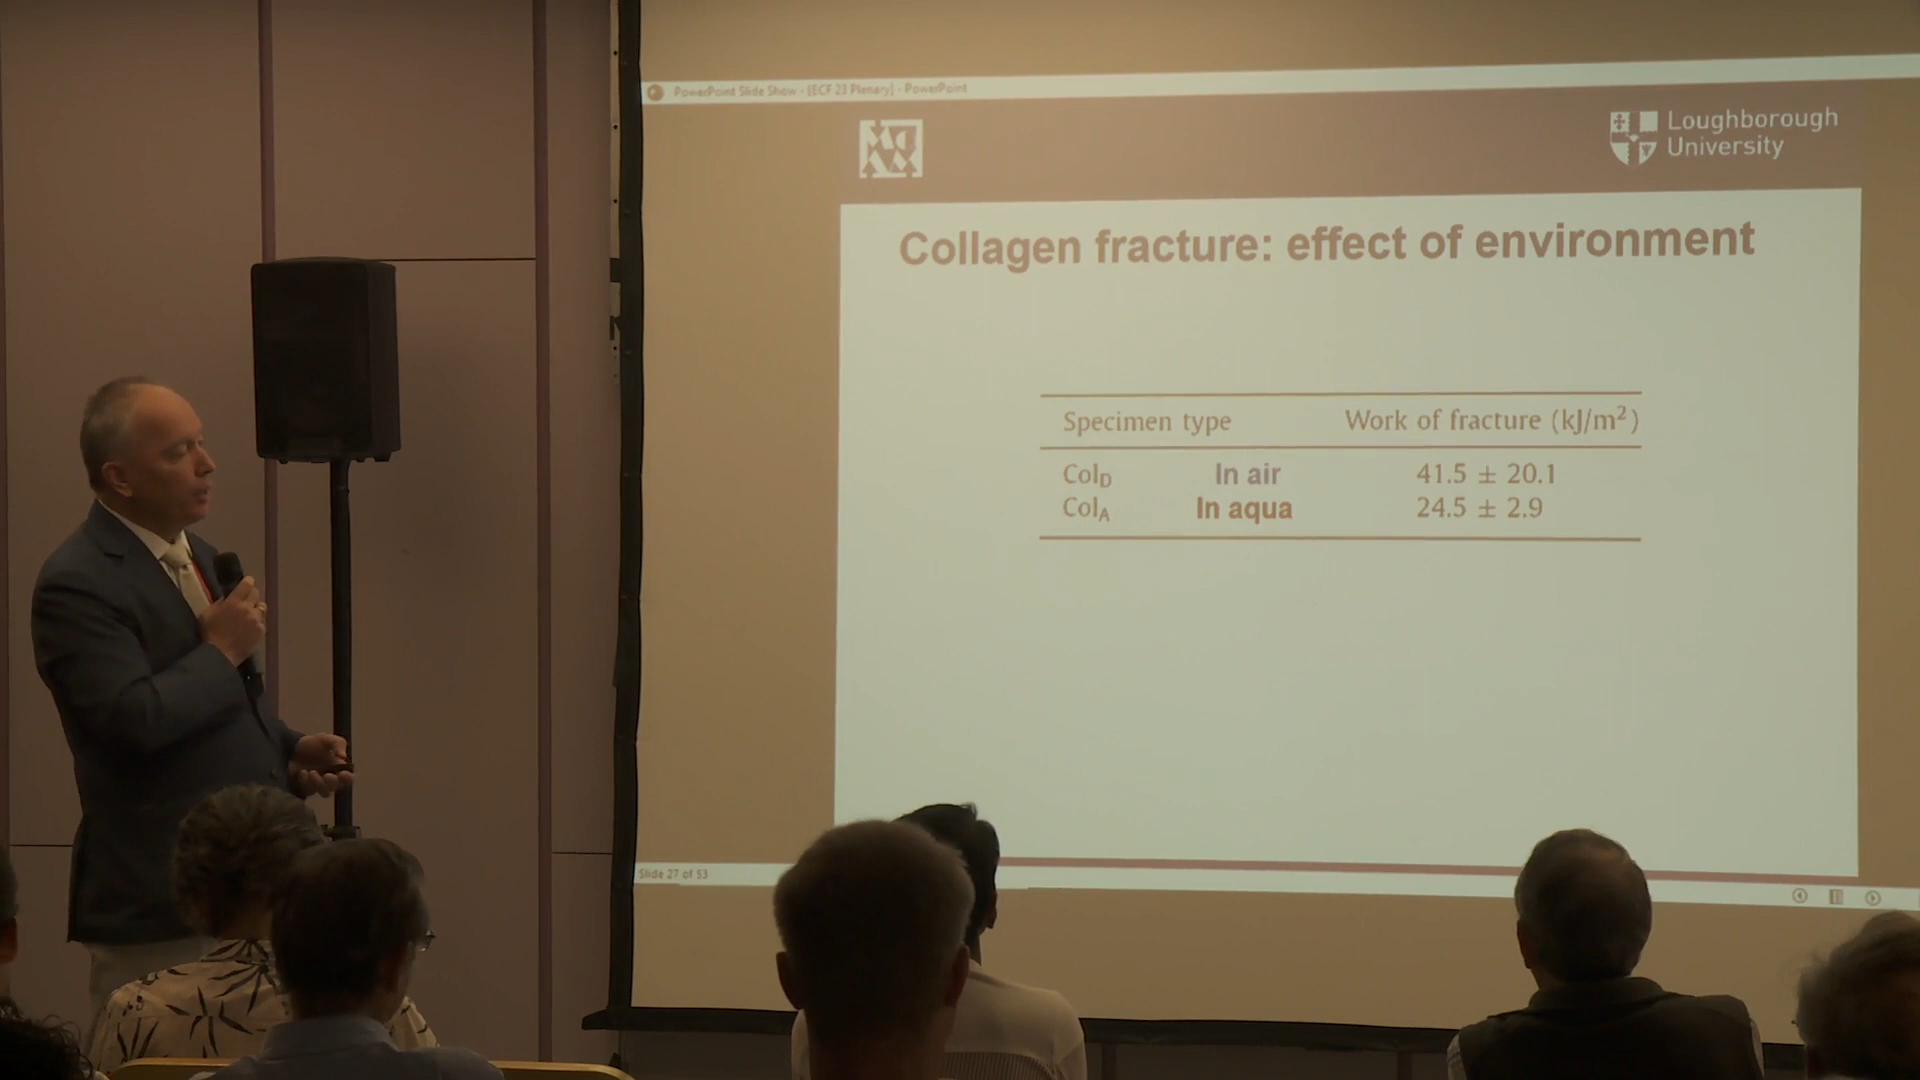 PowerPoint Slide Show - [ECF 23 Plenary] - PowerPoint
Loughborough
University
Collagen fracture: effect of environment
Specimen type Work of fracture (kJ/m²)
Col_D In air 41.5 ± 20.1
Col_A In aqua 24.5 ± 2.9
Slide 27 of 53